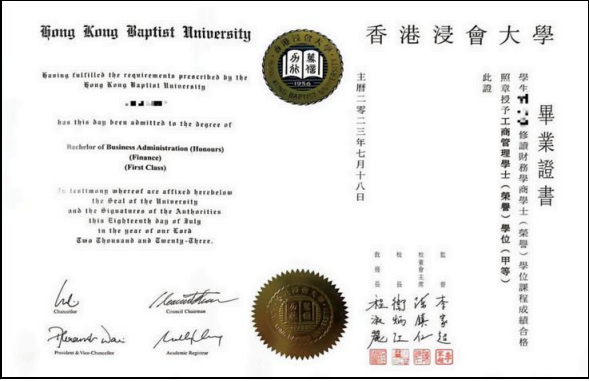 Hong Kong Baptist University
Having fulfilled the requirements prescribed by the
Hong Kong Baptist University
has this day been admitted to the degree of
Bachelor of Business Administration (Honours)
(Finance)
(First Class)
In testimony whereof are affixed herebelow
the Seal of the University
and the Signatures of the Authorities
this Eighteenth day of July
in the year of our Lord
Two Thousand and Twenty-Three.
Chancellor
Council Chairman
President & Vice-Chancellor
Academic Registrar
1956
香港浸會大學
畢業證書
學生
修讀財務學商學士（榮譽）學位課程成績合格
照章授予工商管理學士（榮譽）學位（甲等）
此證
主曆二零二三年七月十八日
監督
李家超
校董會主席
校長
衛炳江
教務長